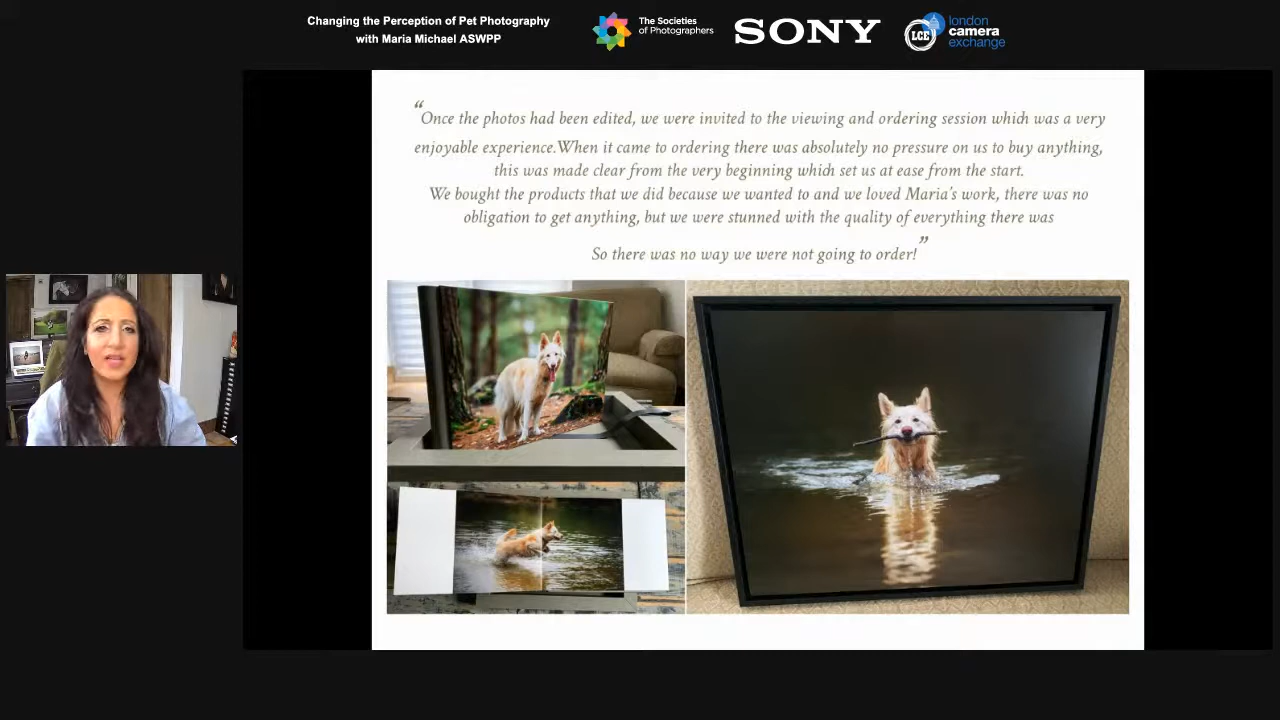 Changing the Perception of Pet Photography
with Maria Michael ASWPP
The Societies
of Photographers
SONY
LCE
london
camera
exchange
“Once the photos had been edited, we were invited to the viewing and ordering session which was a very
enjoyable experience.When it came to ordering there was absolutely no pressure on us to buy anything,
this was made clear from the very beginning which set us at ease from the start.
We bought the products that we did because we wanted to and we loved Maria's work, there was no
obligation to get anything, but we were stunned with the quality of everything there was
So there was no way we were not going to order!”